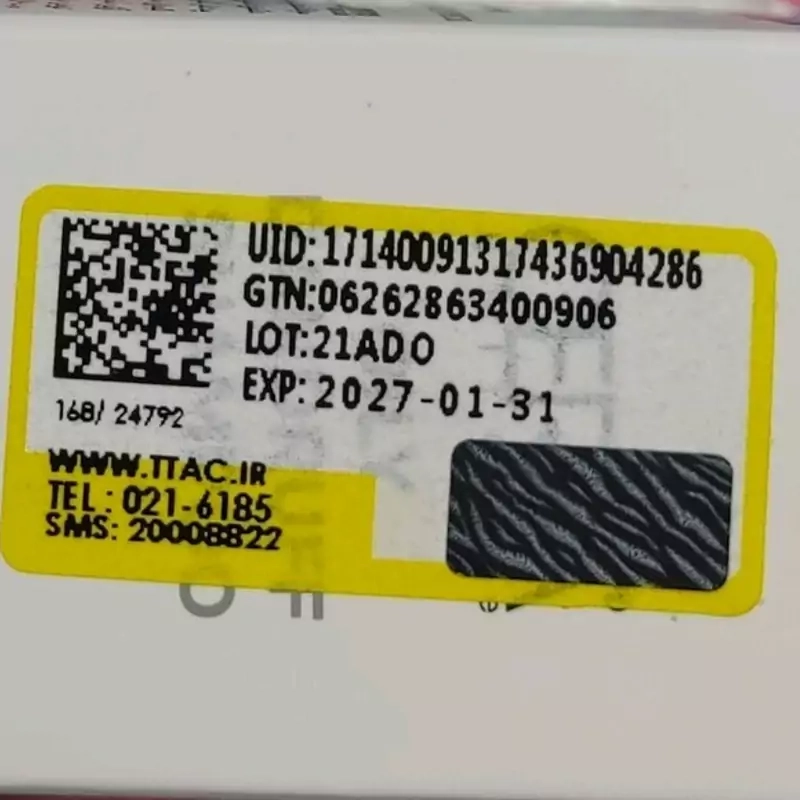 UID:17140091317436904286
GTN:06262863400906
LOT:21ADO
EXP: 2027-01-31
168/ 24792
WWW.TTAC.IR
TEL: 021-6185
SMS: 20008822